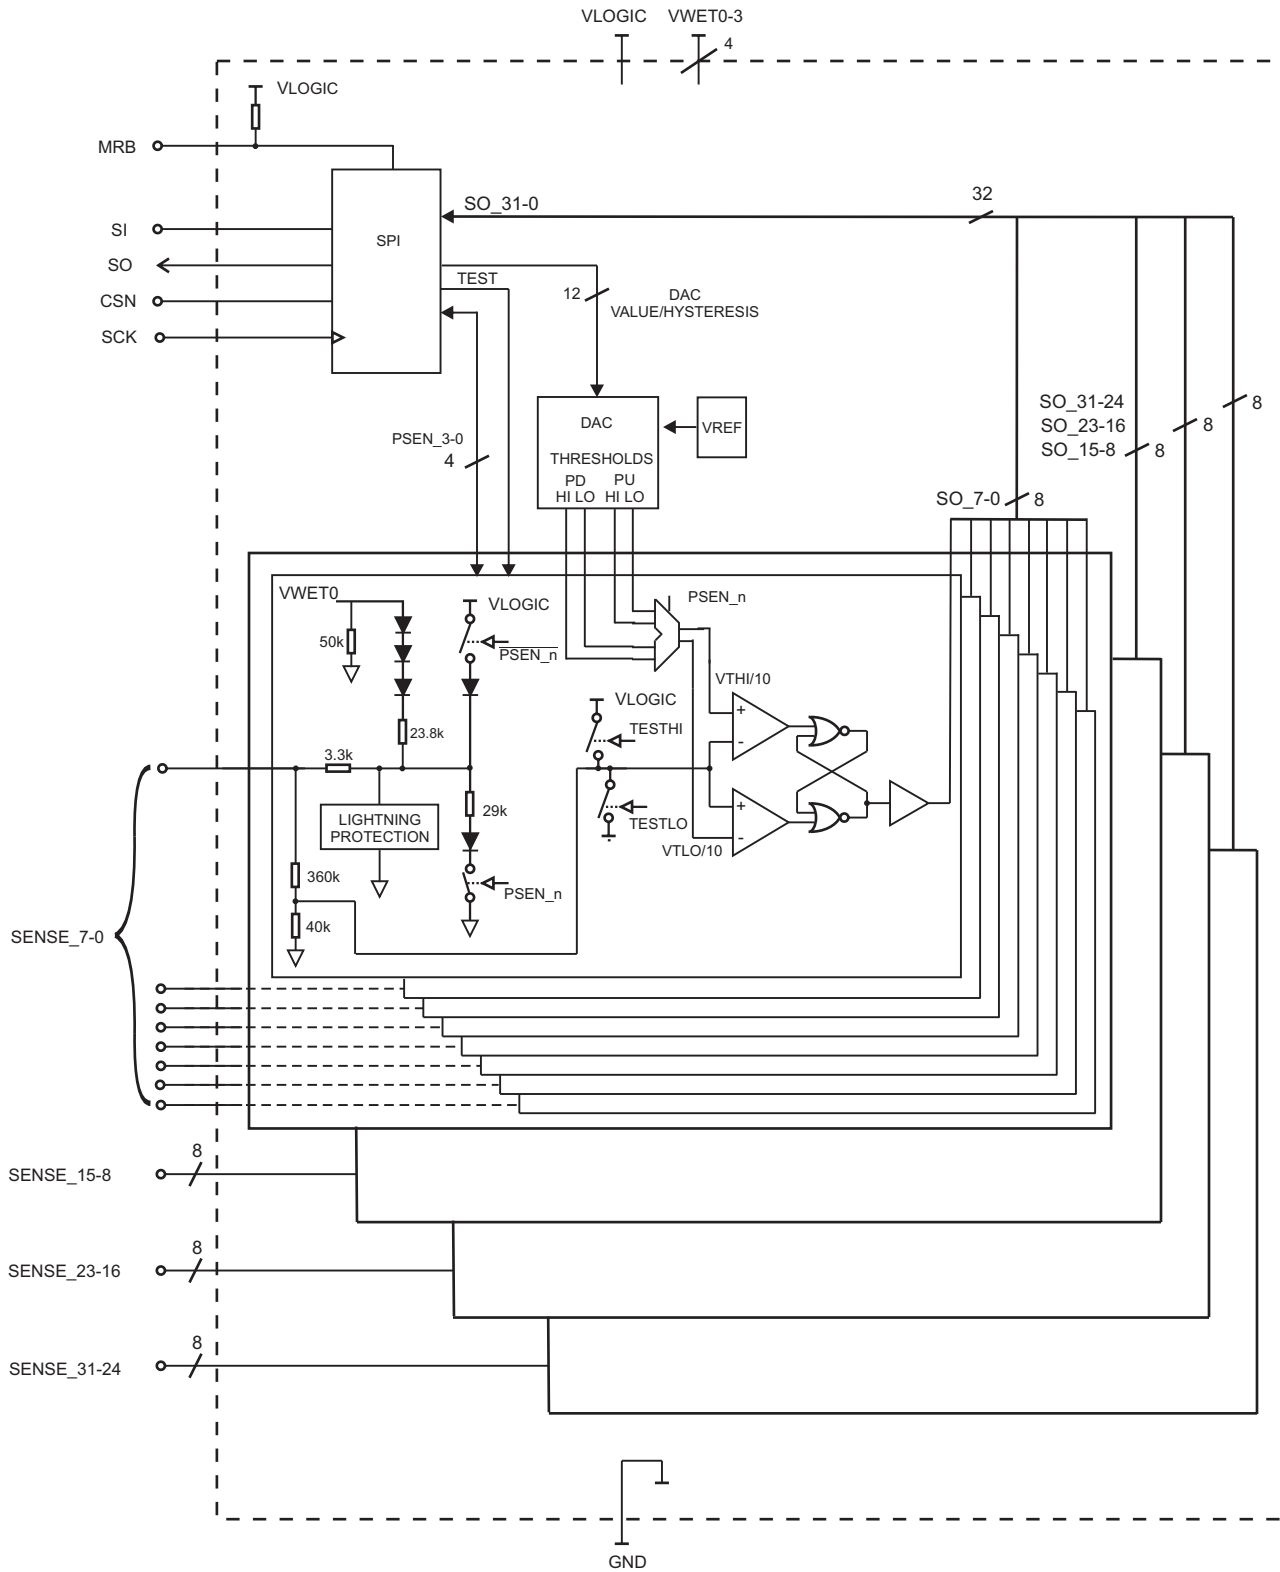 VLOGIC VWET0-3
4
VLOGIC
MRB
SO_31-0
32
SI
SPI
SO
TEST
12
DAC
VALUE/HYSTERESIS
CSN
SCK
DAC
VREF
THRESHOLDS
PD PU
HI LO HI LO
PSEN_3-0
4
SO_31-24
8
SO_23-16
8
SO_15-8
8
SO_7-0
8
VWET0
VLOGIC
PSEN_n
50k
PSEN_n
VTHI/10
VLOGIC
+
23.8k
TESTHI
3.3k
-
LIGHTNING
PROTECTION
29k
+
TESTLO
-
VTLO/10
360k
PSEN_n
40k
SENSE_7-0
8
SENSE_15-8
8
SENSE_23-16
8
SENSE_31-24
GND